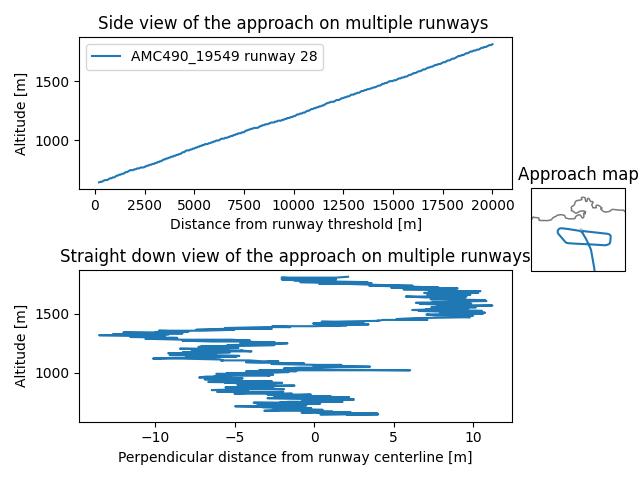 Side view of the approach on multiple runways
AMC490_19549 runway 28
Altitude [m]
1500
1000
0 2500 5000 7500 10000 12500 15000 17500 20000
Distance from runway threshold [m]
Approach map
Straight down view of the approach on multiple runways
Altitude [m]
1500
1000
−10 −5 0 5 10
Perpendicular distance from runway centerline [m]